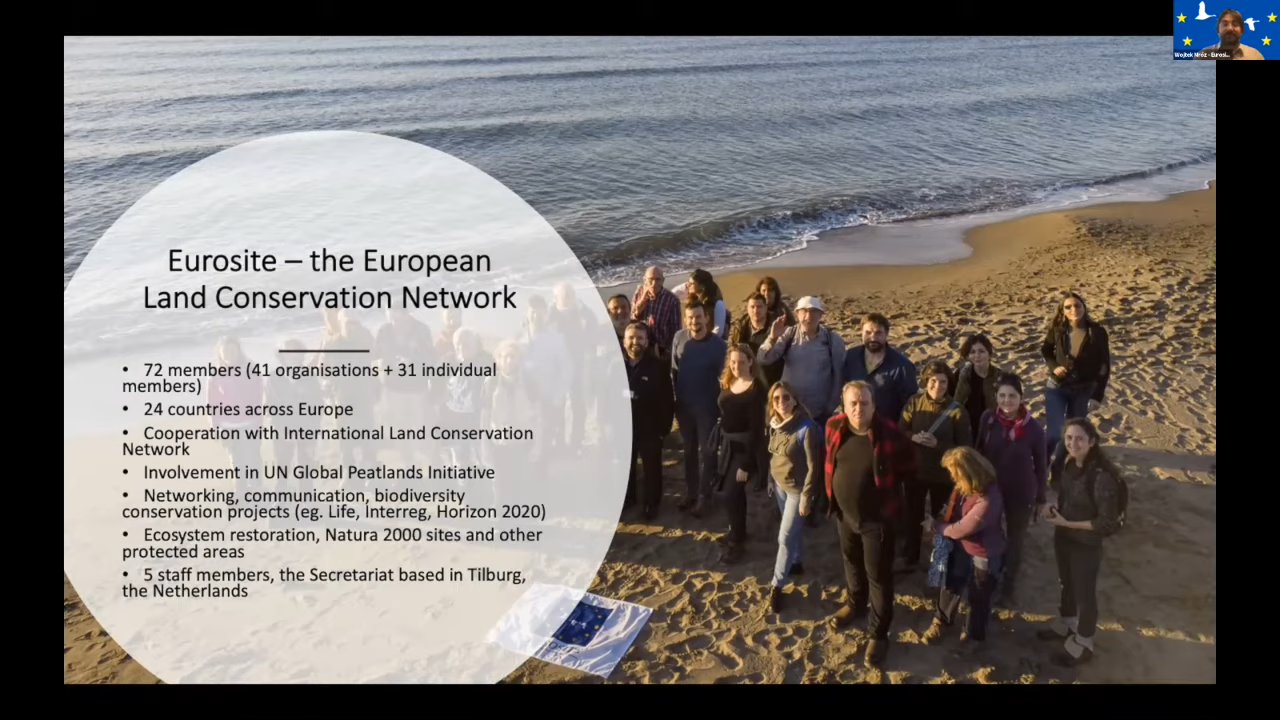 Eurosite – the European
Land Conservation Network
• 72 members (41 organisations + 31 individual
members)
• 24 countries across Europe
• Cooperation with International Land Conservation
Network
• Involvement in UN Global Peatlands Initiative
• Networking, communication, biodiversity
conservation projects (eg. Life, Interreg, Horizon 2020)
• Ecosystem restoration, Natura 2000 sites and other
protected areas
• 5 staff members, the Secretariat based in Tilburg,
the Netherlands